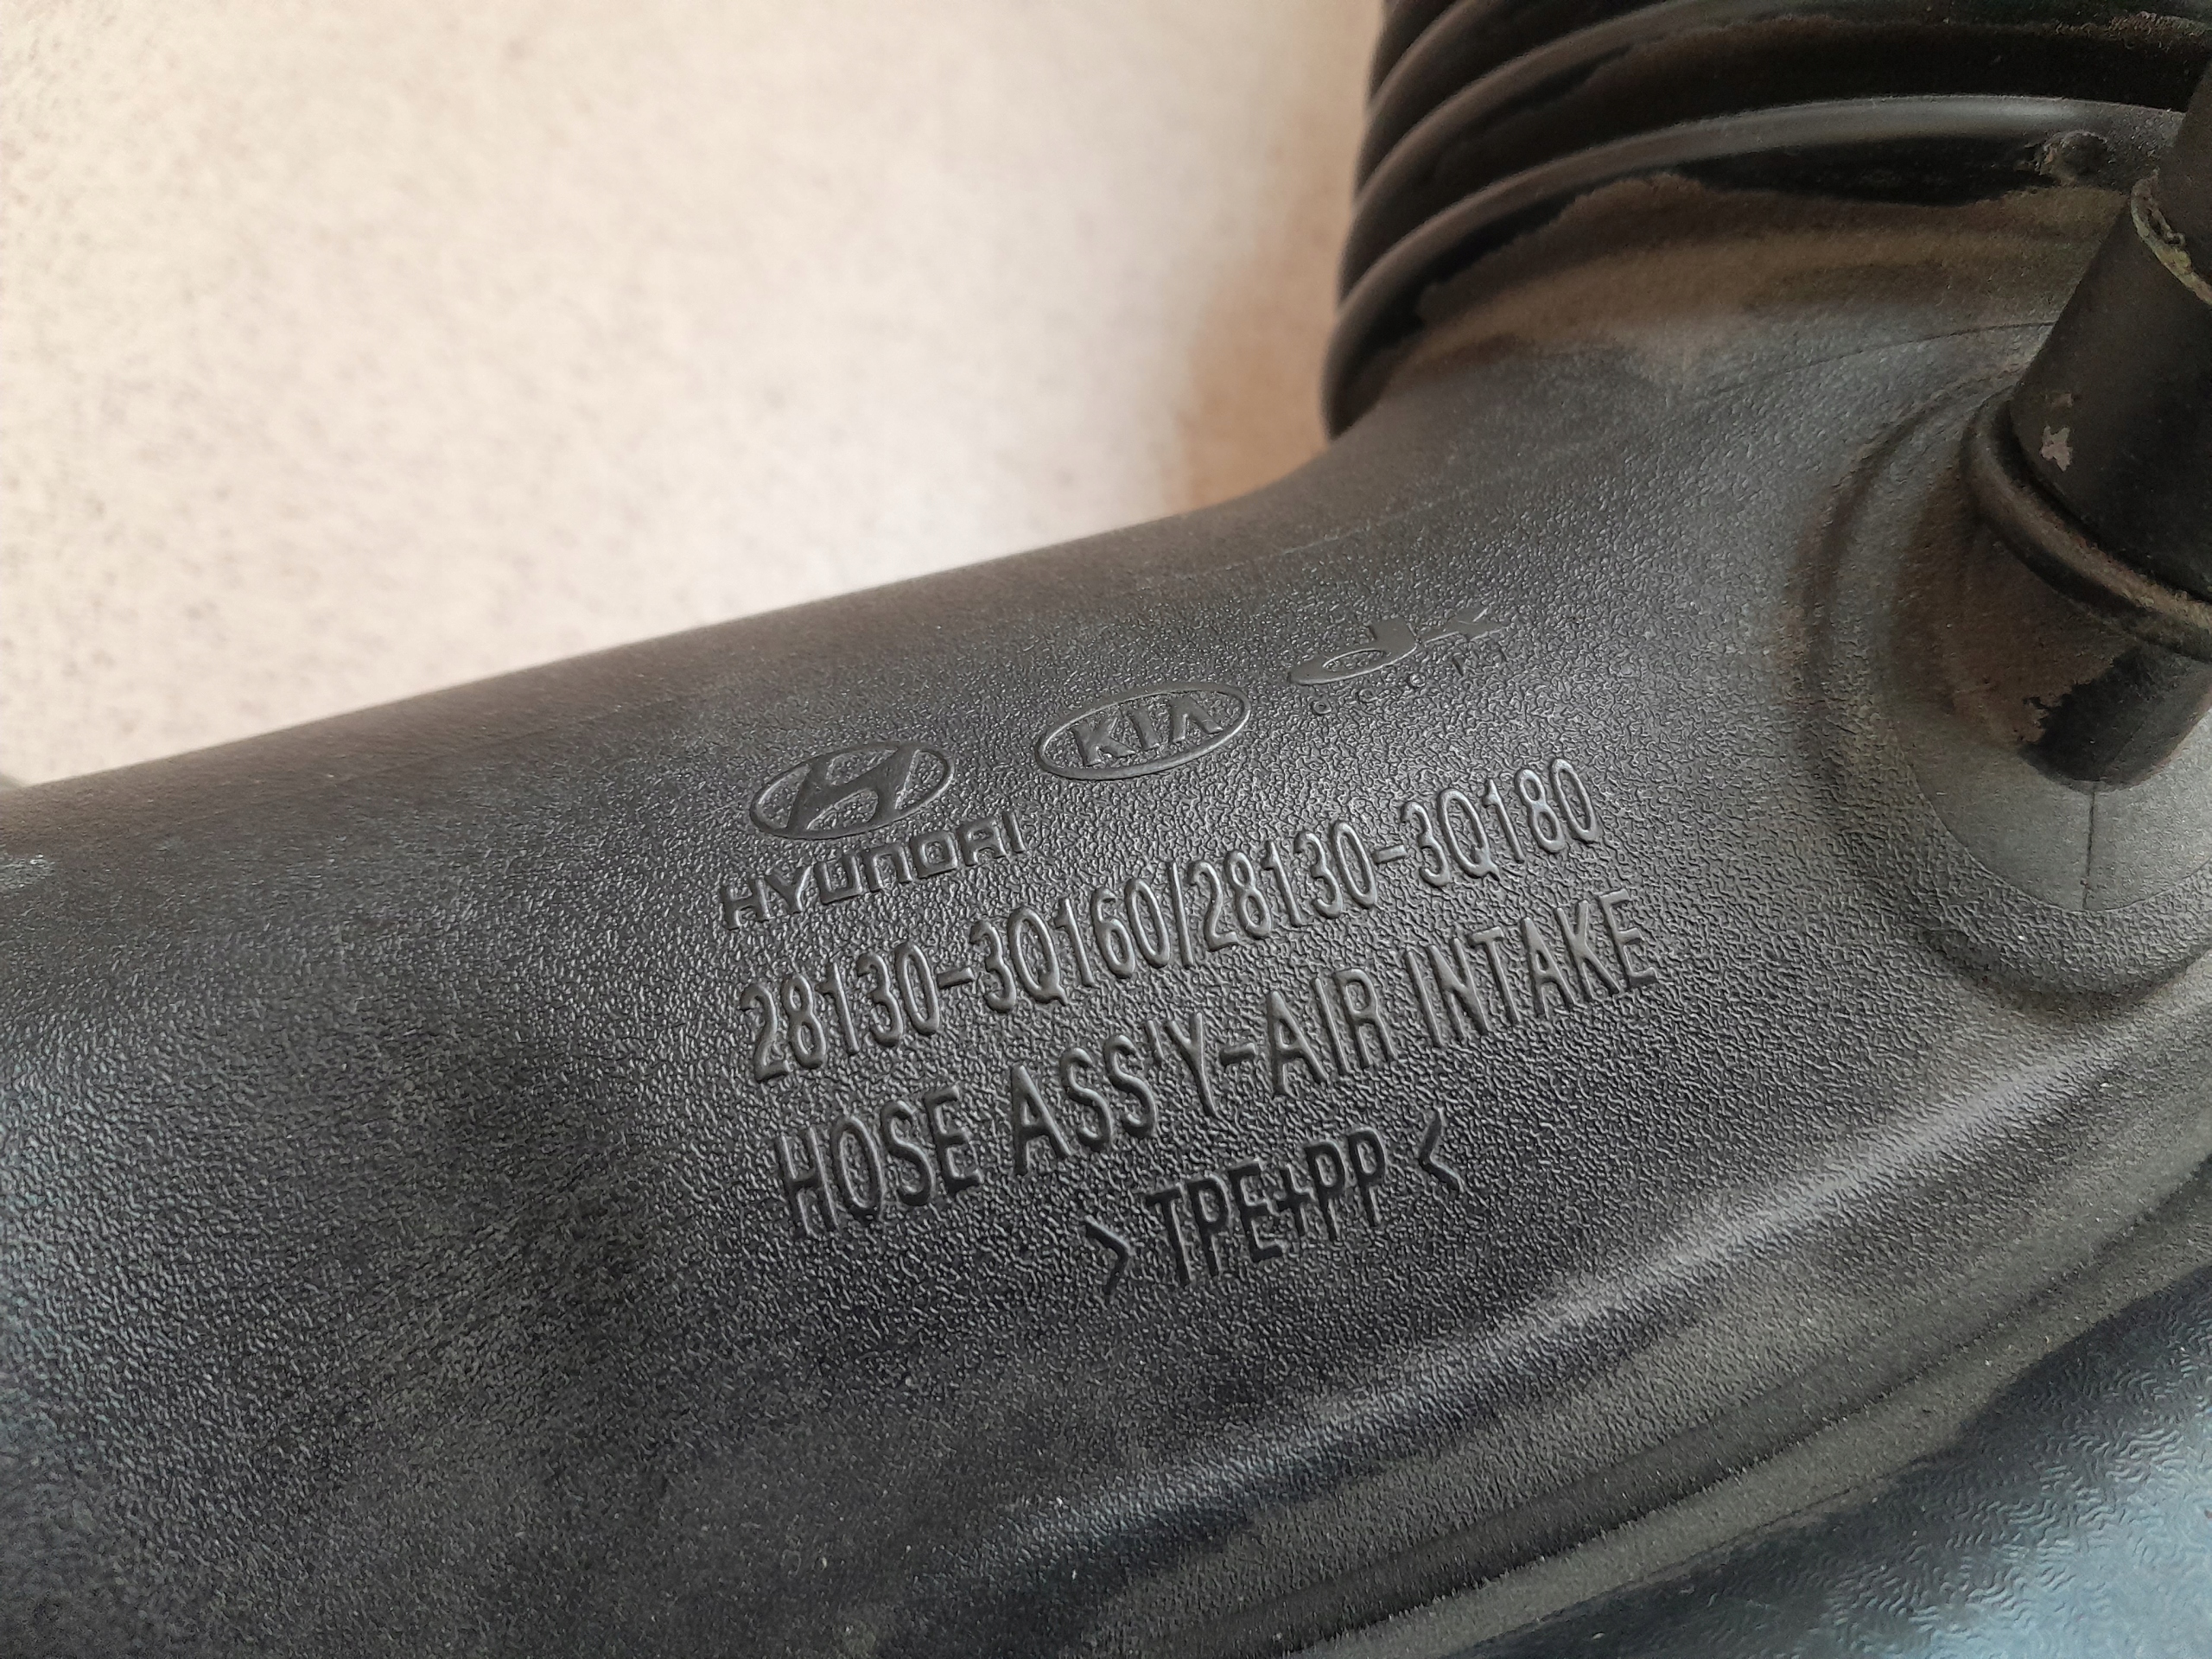 HYUNDAI
KIA
28130-3Q160/28130-3Q180
HOSE ASS'Y-AIR INTAKE
>TPE+PP<